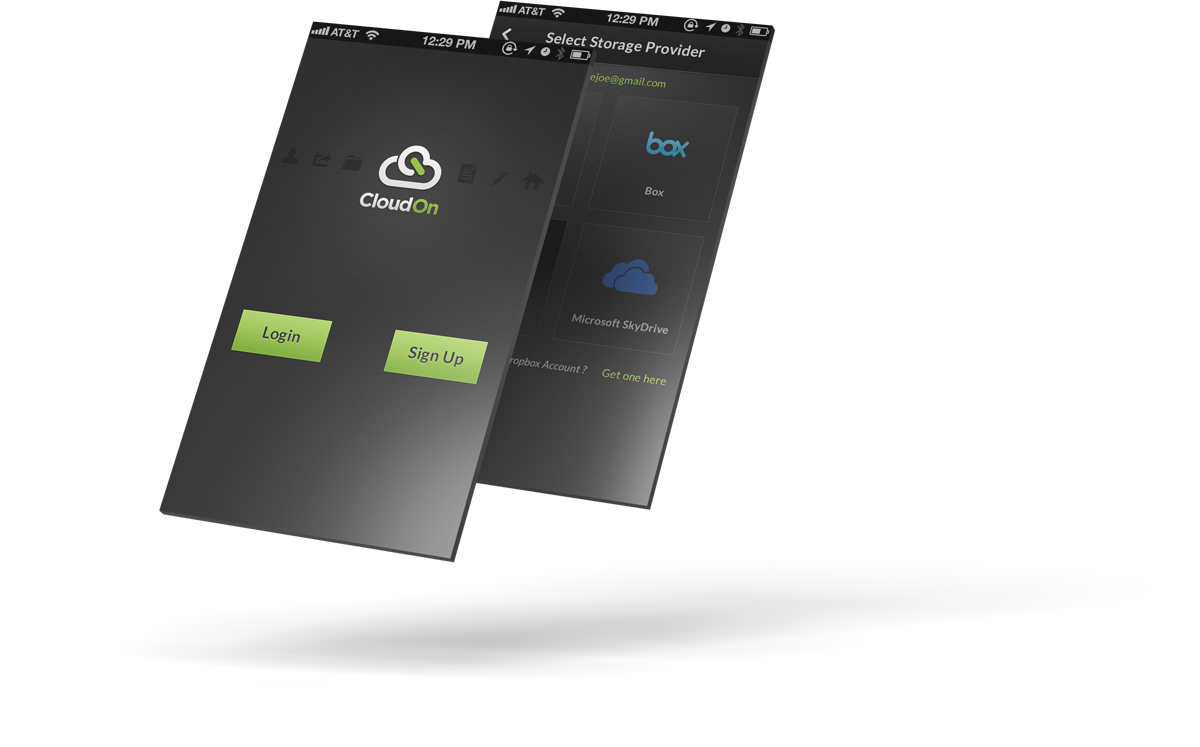 AT&T 12:29 PM
CloudOn
Login
Sign Up
AT&T 12:29 PM
Select Storage Provider
ejoe@gmail.com
box
Box
Microsoft SkyDrive
ropbox Account ? Get one here